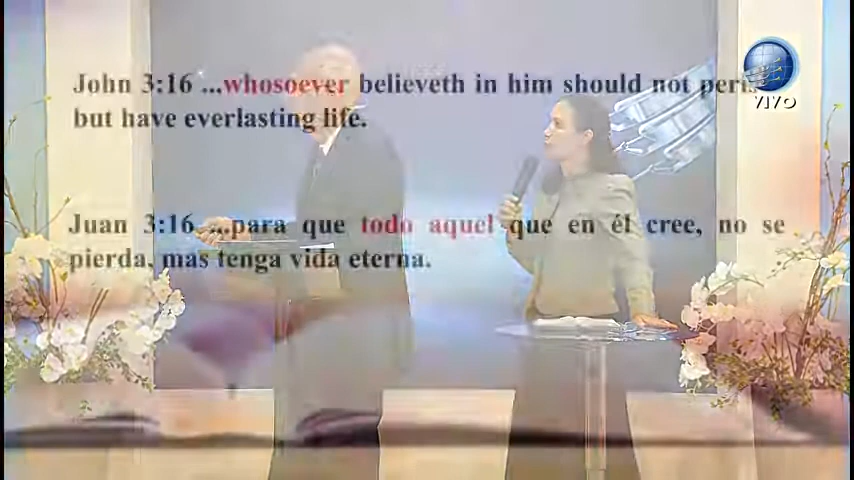 John 3:16 ...whosoever believeth in him should not
but have everlasting life.
Juan 3:16 ...para que todo aquel que en él cree, no se
pierda, mas tenga vida eterna.
VIVO